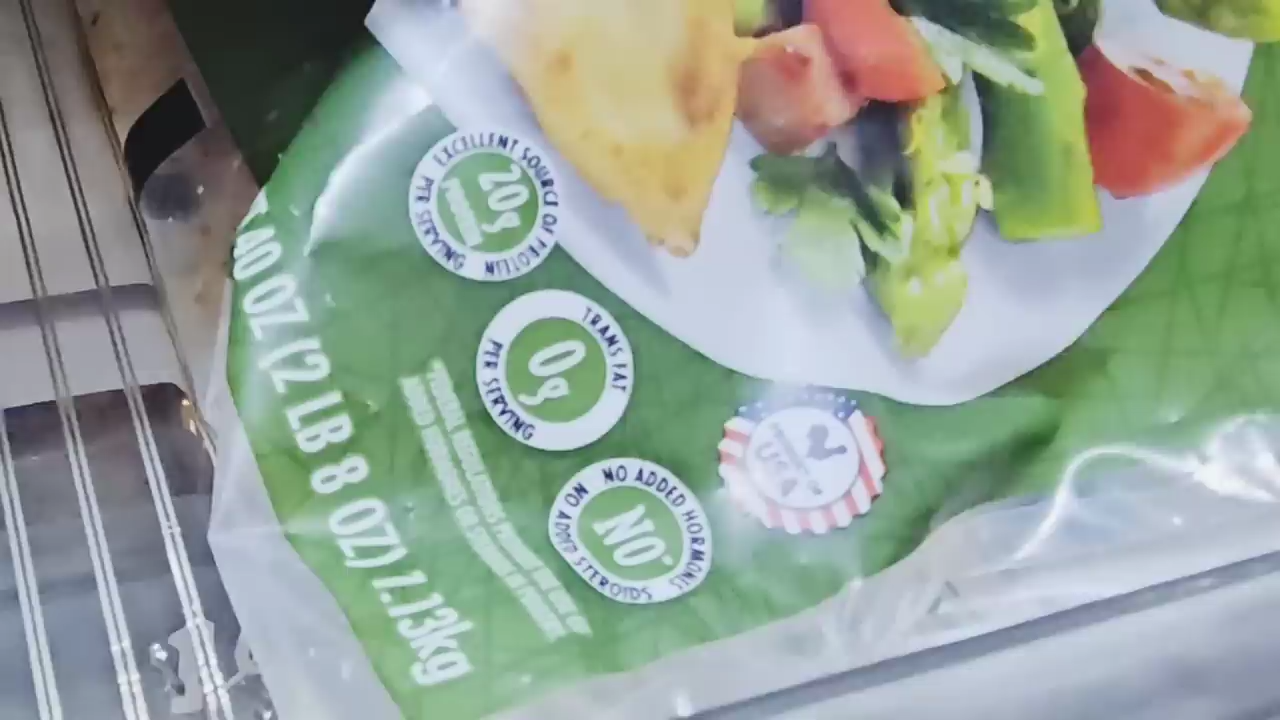 EXCELLENT SOURCE OF PROTEIN
20g
PROTEIN
PER SERVING
TRANS FAT
0g
PER SERVING
NO ADDED HORMONES
NO*
NO ADDED STEROIDS
USA
40 OZ (2 LB 8 OZ) 1.13kg